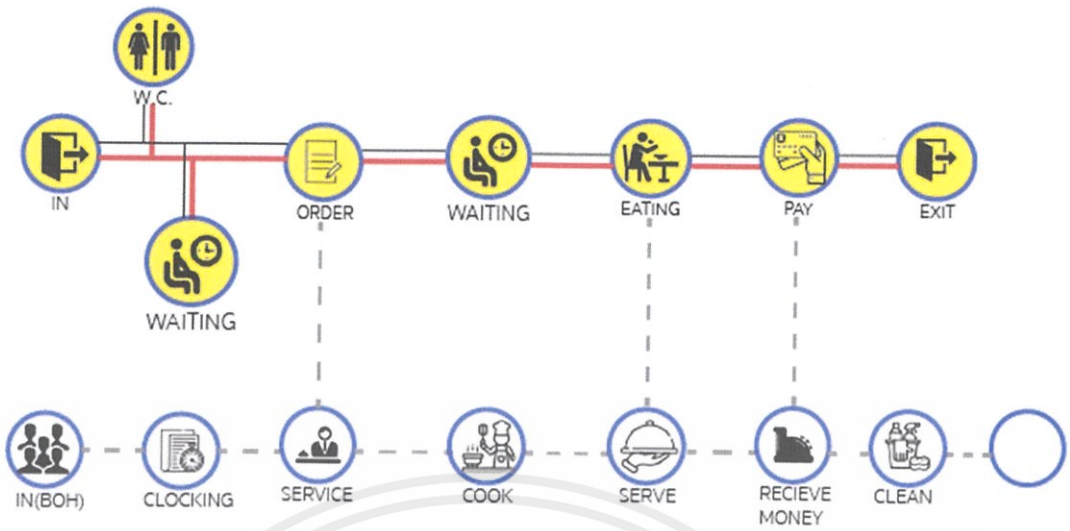 W.C.
IN
ORDER
WAITING
EATING
PAY
EXIT
WAITING
IN(BOH)
CLOCKING
SERVICE
COOK
SERVE
RECIEVE
MONEY
CLEAN